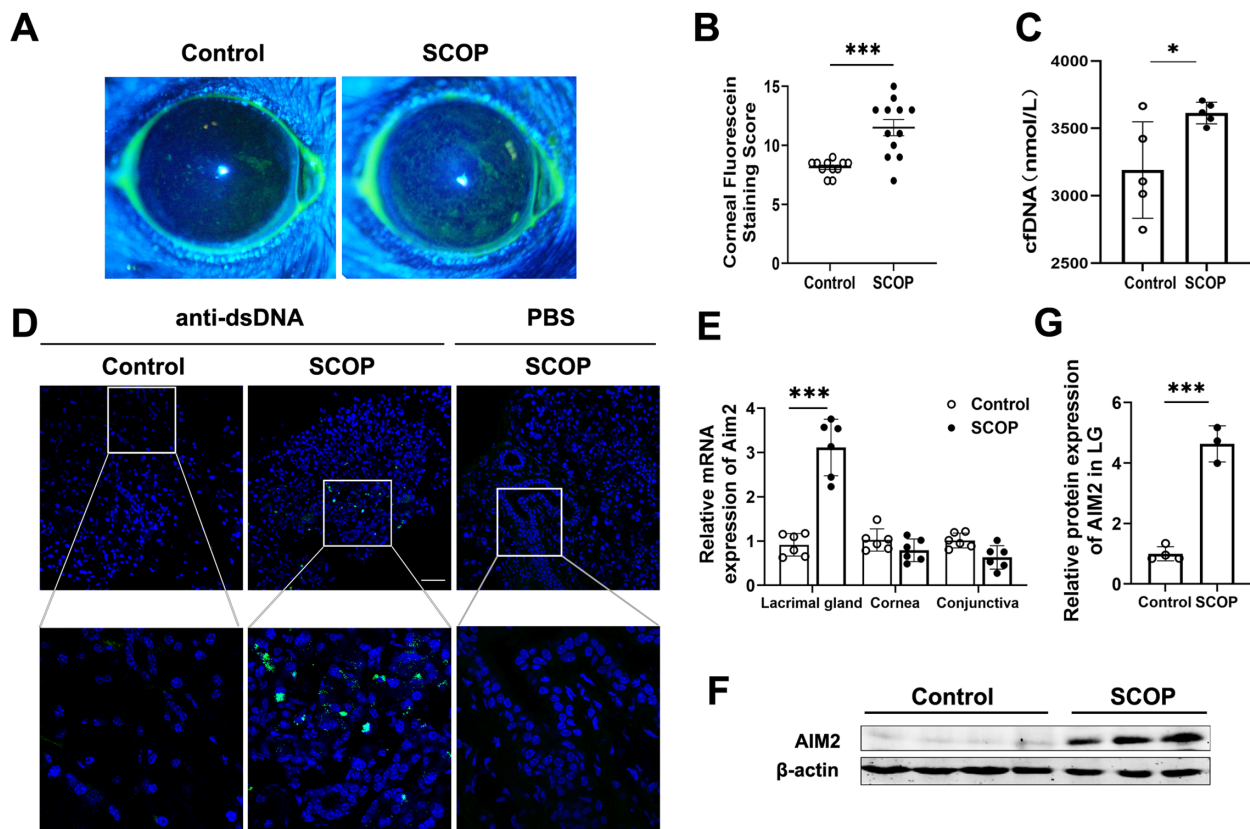 A
Control
SCOP
B
***
Corneal Fluorescein
Staining Score
15
10
5
0
Control
SCOP
C
*
cfDNA（nmol/L）
4000
3500
3000
2500
Control
SCOP
D
anti-dsDNA
PBS
Control
SCOP
SCOP
E
***
Control
SCOP
Relative mRNA
expression of Aim2
4
3
2
1
0
Lacrimal gland
Cornea
Conjunctiva
G
***
Relative protein expression
of AIM2 in LG
6
4
2
0
Control
SCOP
F
Control
SCOP
AIM2
β-actin